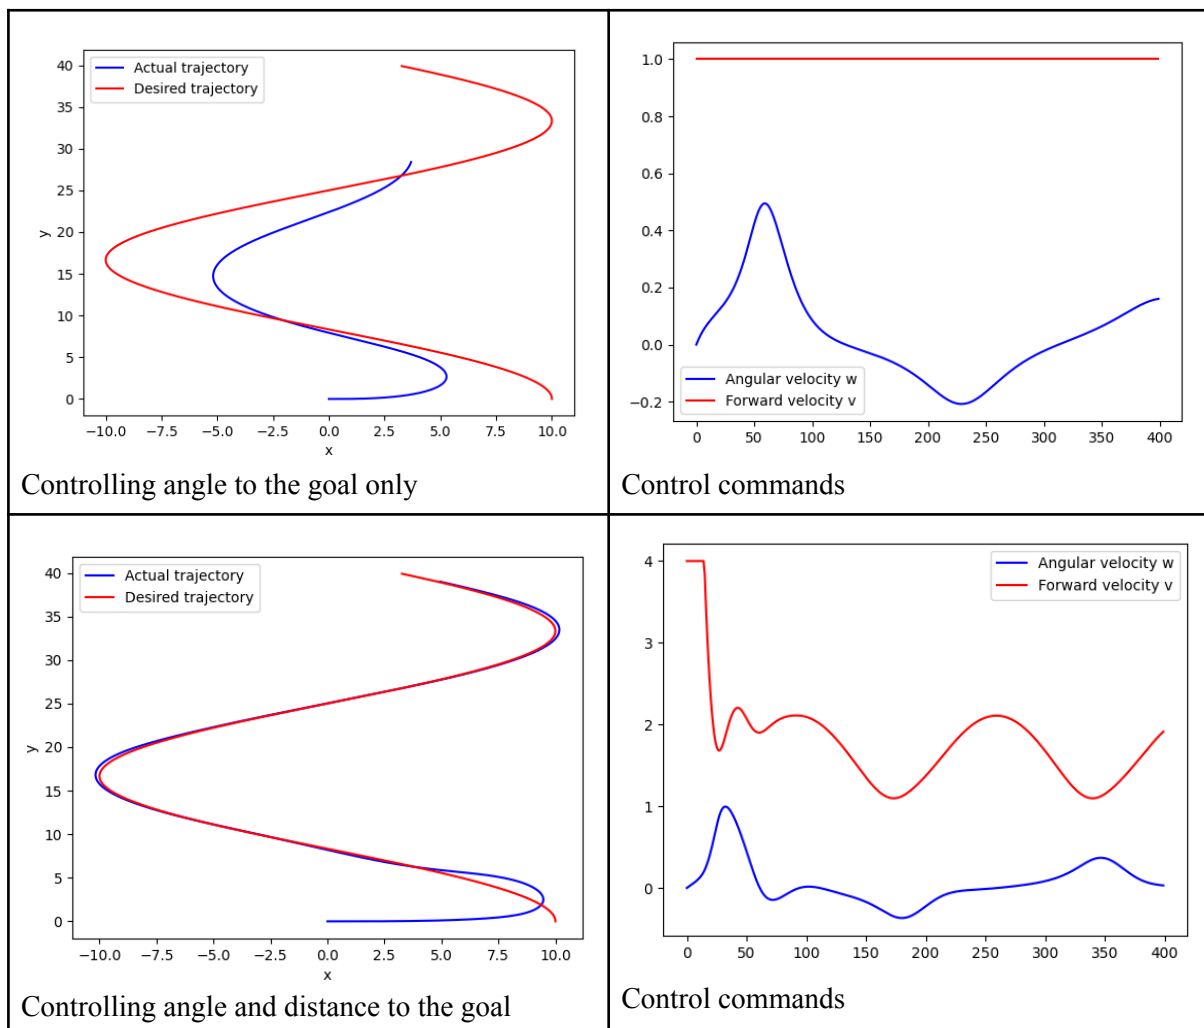 Actual trajectory
Desired trajectory
40
35
30
25
20
15
10
5
0
y
−10.0 −7.5 −5.0 −2.5 0.0 2.5 5.0 7.5 10.0
x
Controlling angle to the goal only
1.0
0.8
0.6
0.4
0.2
0.0
−0.2
Angular velocity w
Forward velocity v
0 50 100 150 200 250 300 350 400
Control commands
Actual trajectory
Desired trajectory
40
35
30
25
20
15
10
5
0
y
−10.0 −7.5 −5.0 −2.5 0.0 2.5 5.0 7.5 10.0
x
Controlling angle and distance to the goal
Angular velocity w
Forward velocity v
4
3
2
1
0
0 50 100 150 200 250 300 350 400
Control commands